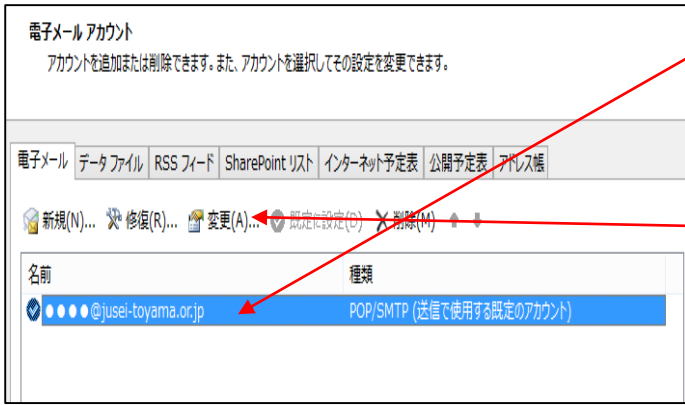 電子メール アカウント
アカウントを追加または削除できます。また、アカウントを選択してその設定を変更できます。
電子メール データ ファイル RSS フィード SharePoint リスト インターネット予定表 公開予定表 アドレス帳
新規(N)... 修復(R)... 変更(A)... 既定に設定(D) 削除(M)
名前 種類
●●●●@jusei-toyama.or.jp POP/SMTP (送信で使用する既定のアカウント)